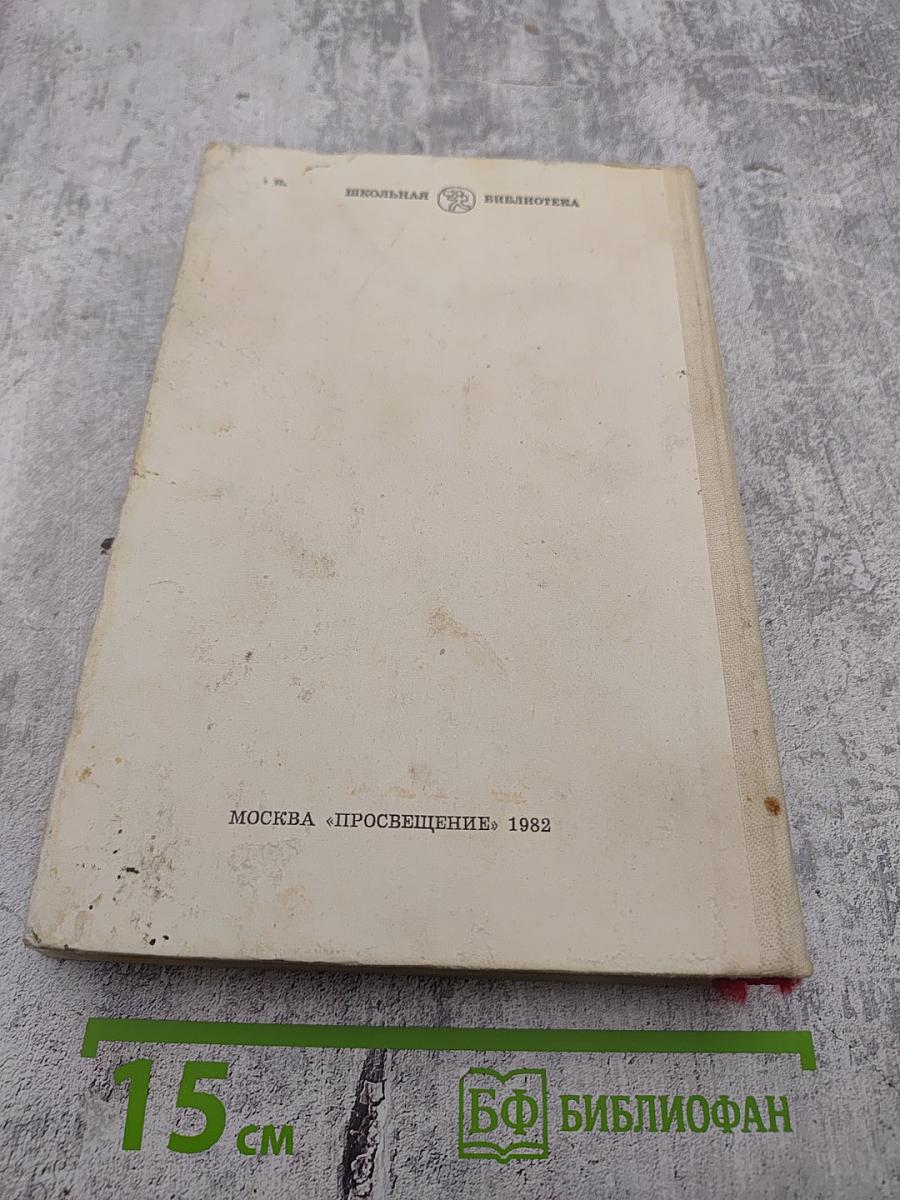 ШКОЛЬНАЯ БИБЛИОТЕКА
МОСКВА «ПРОСВЕЩЕНИЕ» 1982
15 см
БФ БИБЛИОФАН